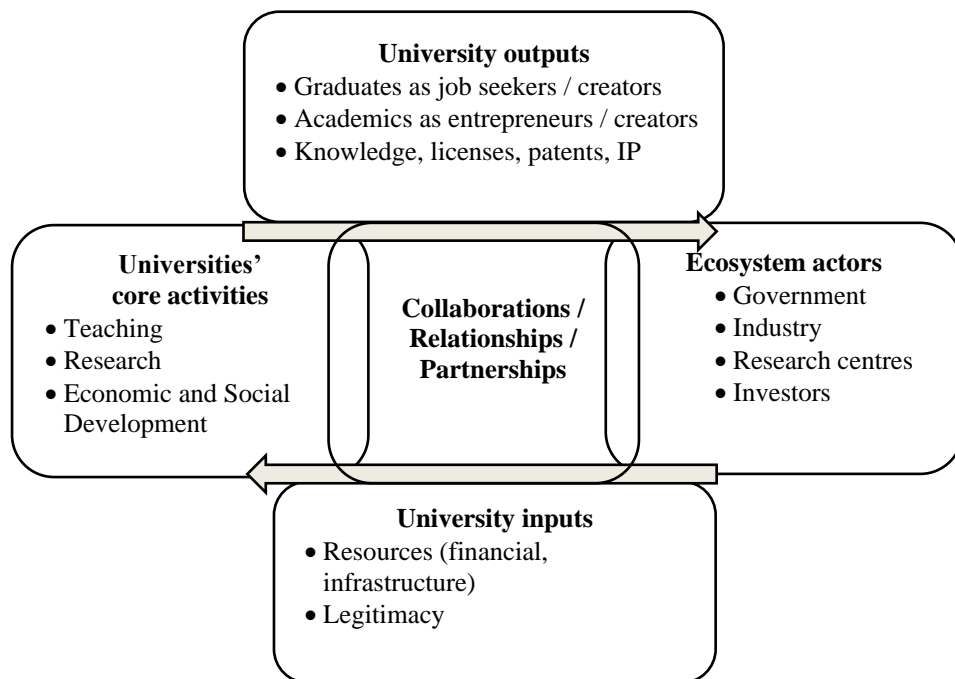 University outputs
• Graduates as job seekers / creators
• Academics as entrepreneurs / creators
• Knowledge, licenses, patents, IP
Universities’
core activities
• Teaching
• Research
• Economic and Social
Development
Collaborations /
Relationships /
Partnerships
Ecosystem actors
• Government
• Industry
• Research centres
• Investors
University inputs
• Resources (financial,
infrastructure)
• Legitimacy